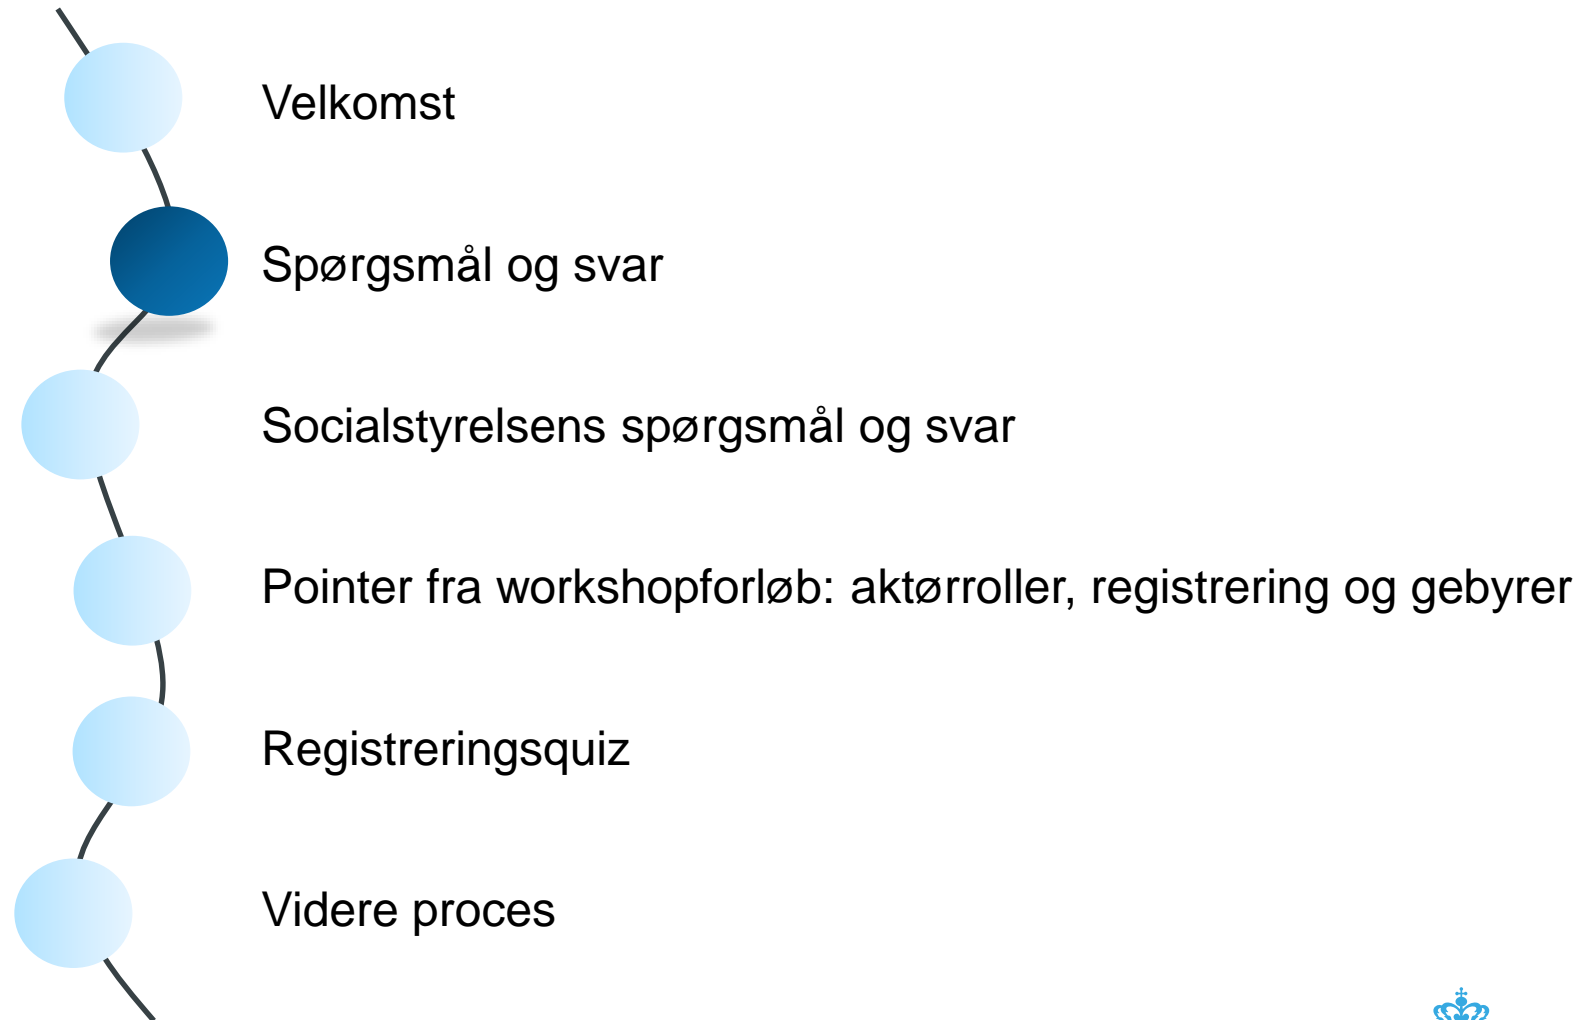 Velkomst
Spørgsmål og svar
Socialstyrelsens spørgsmål og svar
Pointer fra workshopforløb: aktørroller, registrering og gebyrer
Registreringsquiz
Videre proces